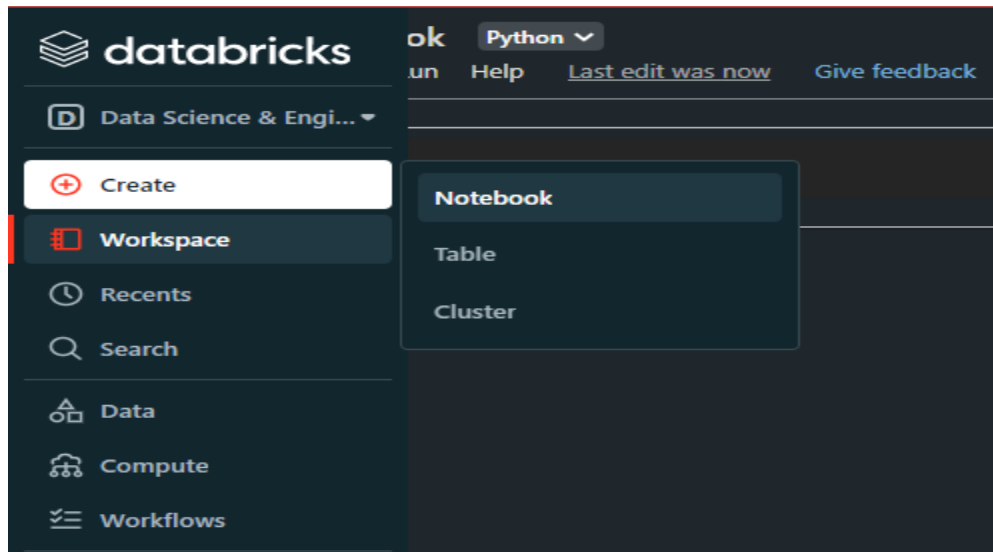 databricks
ok Python
un Help Last edit was now Give feedback
D Data Science & Engi...
Create
Notebook
Workspace
Table
Recents
Cluster
Search
Data
Compute
Workflows